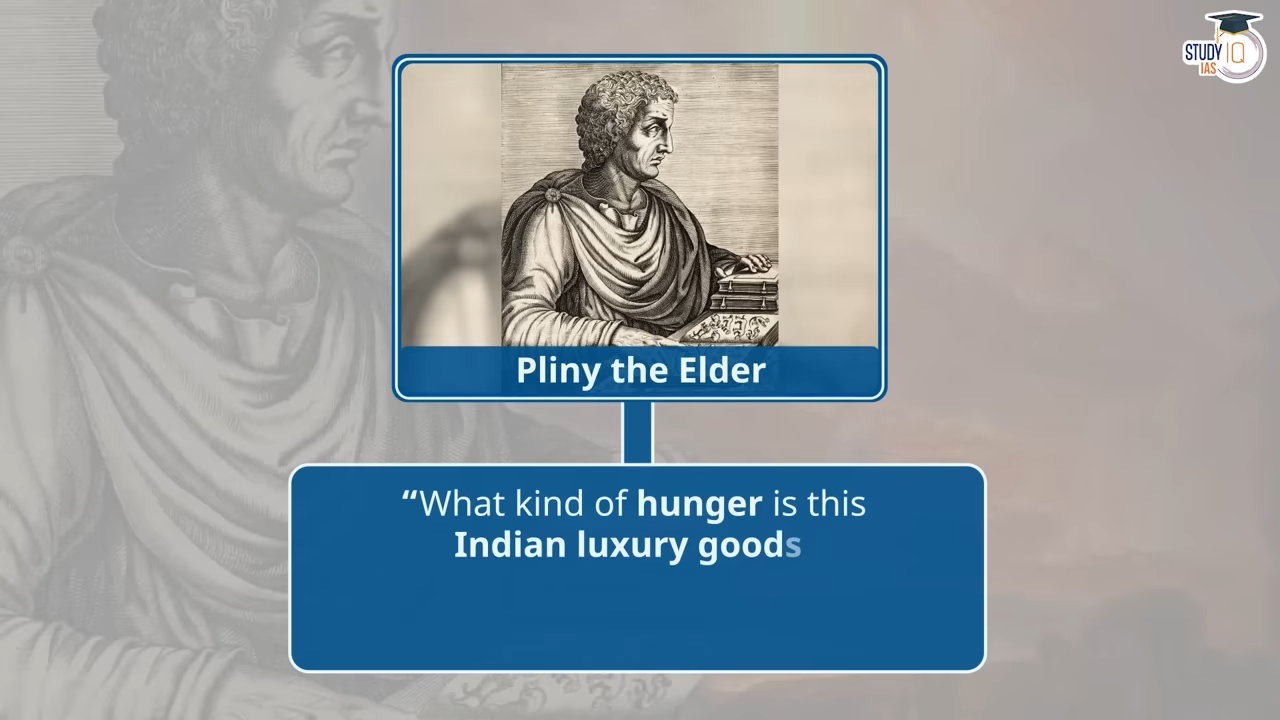 STUDY IQ
IAS
Pliny the Elder
“What kind of hunger is this
Indian luxury goods